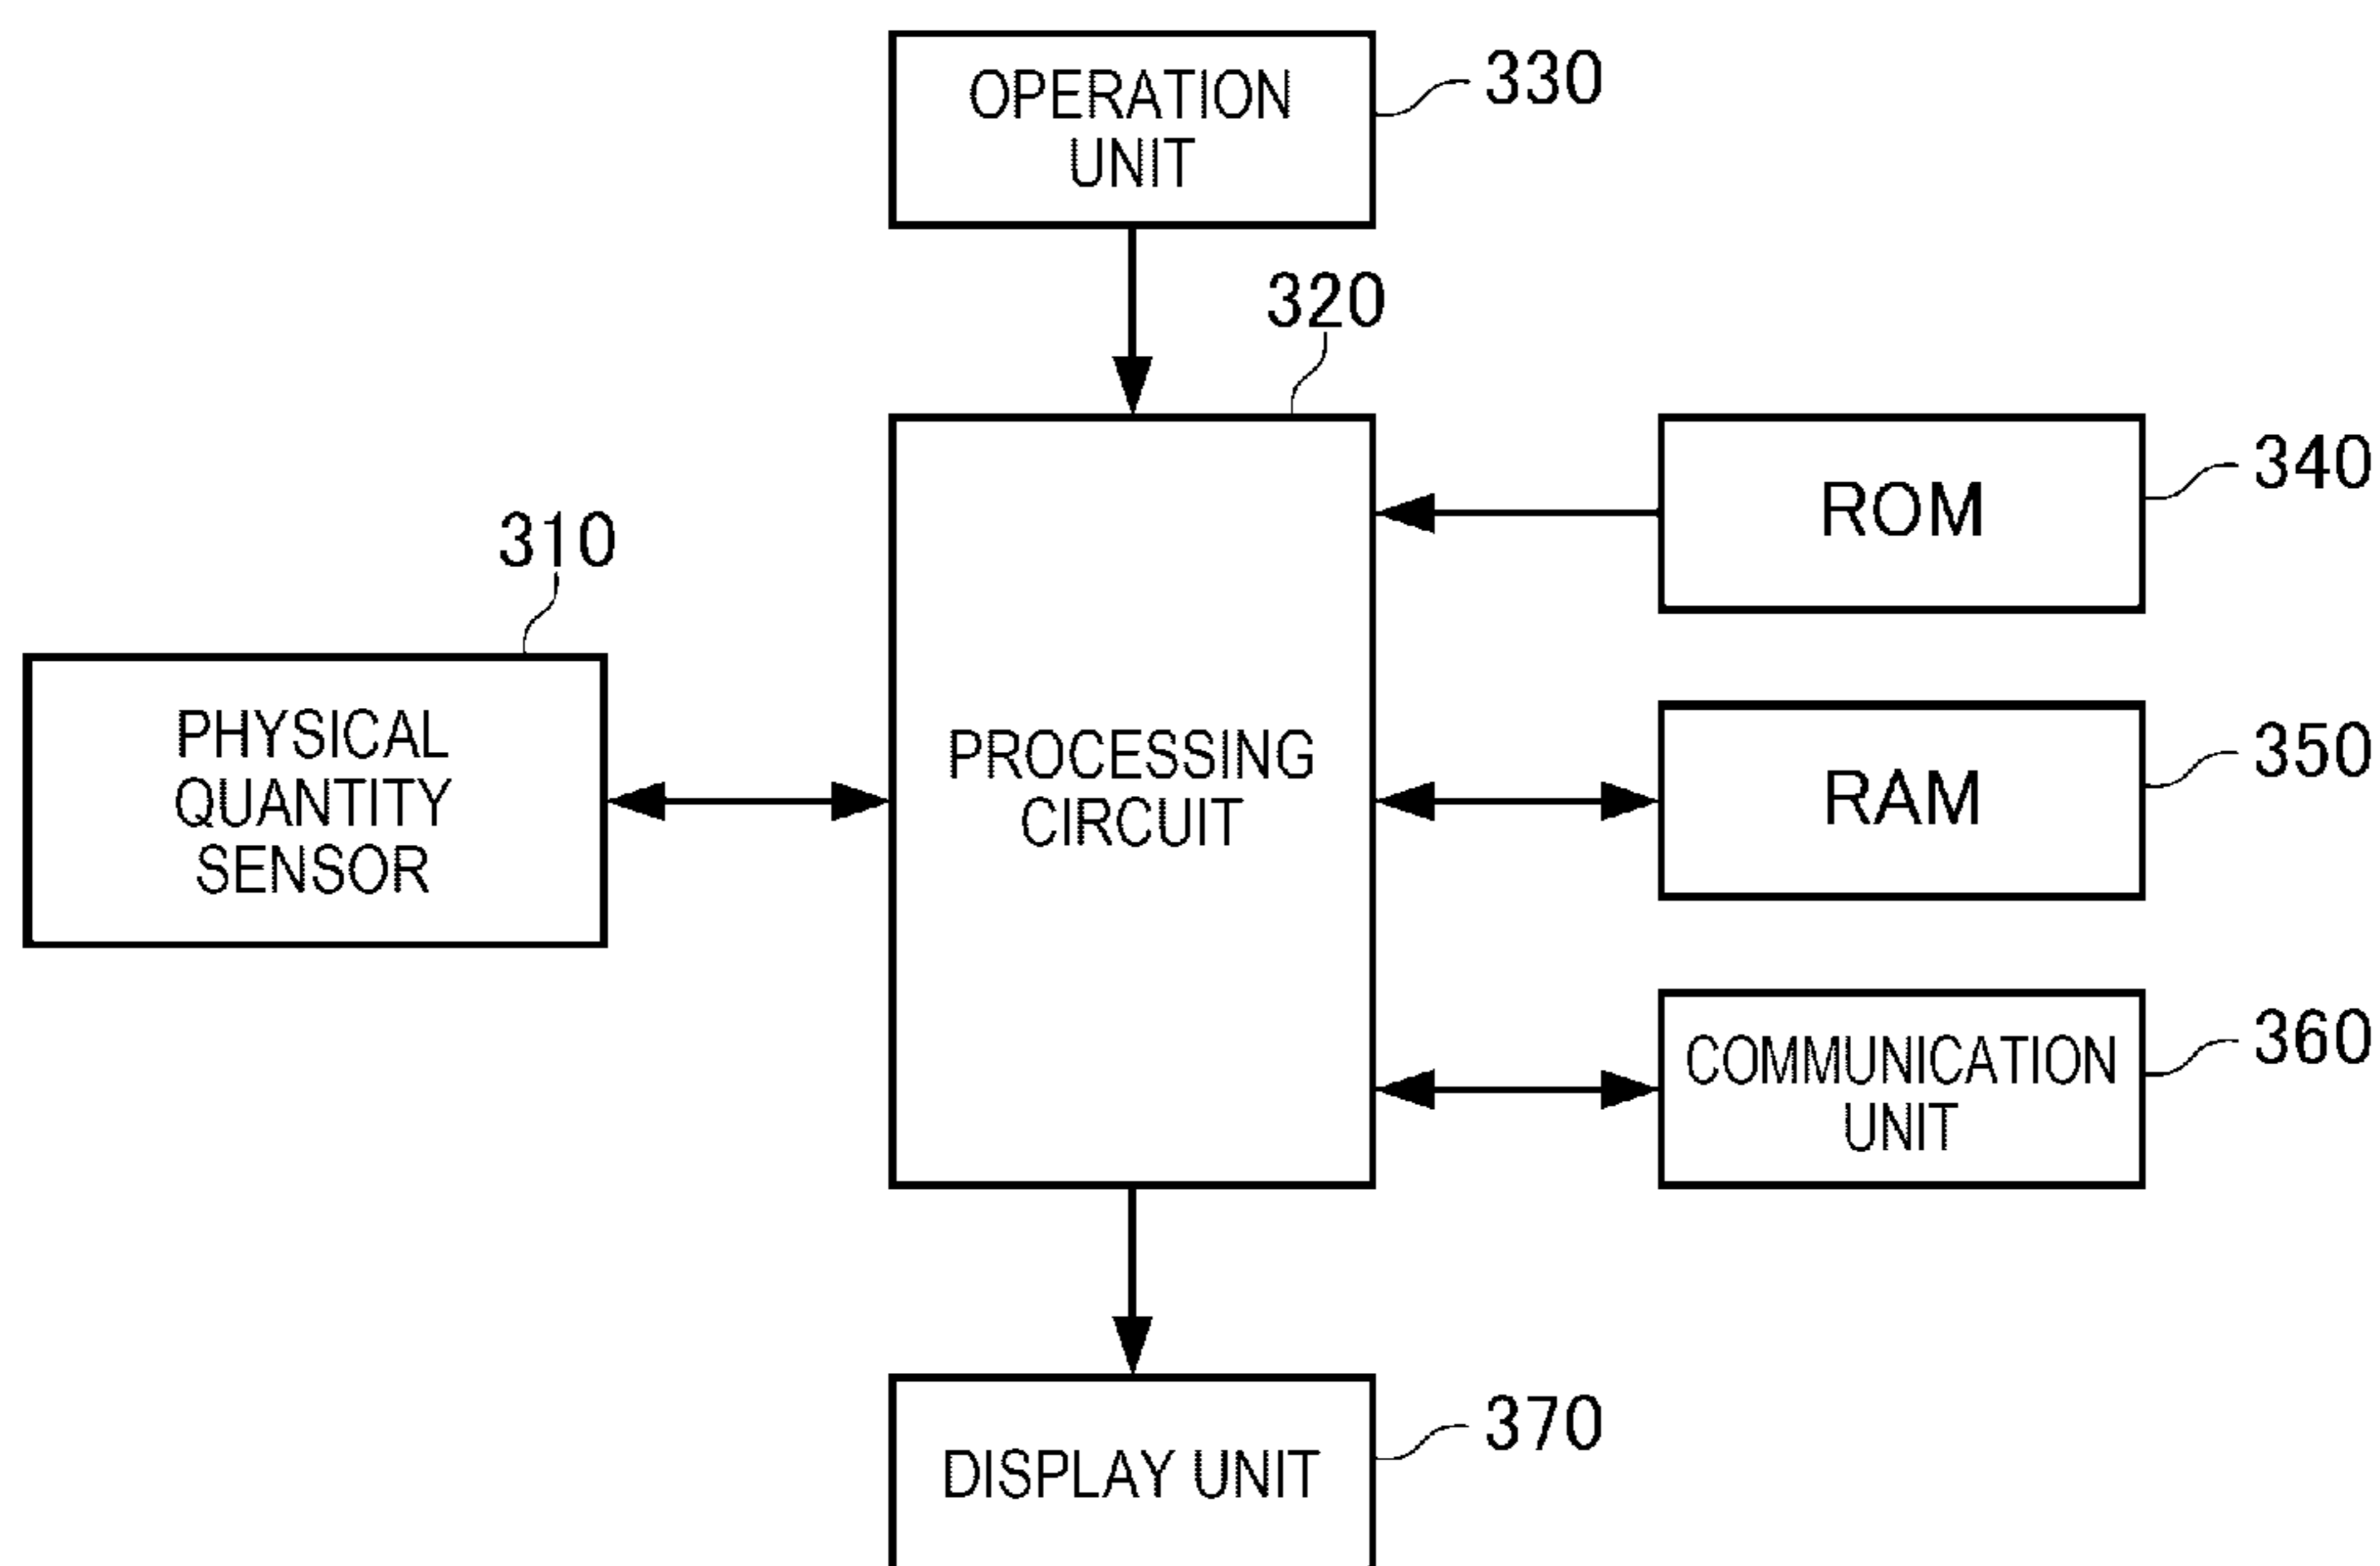 OPERATION
UNIT
330
320
ROM
340
310
PHYSICAL
QUANTITY
SENSOR
PROCESSING
CIRCUIT
RAM
350
COMMUNICATION
UNIT
360
DISPLAY UNIT
370